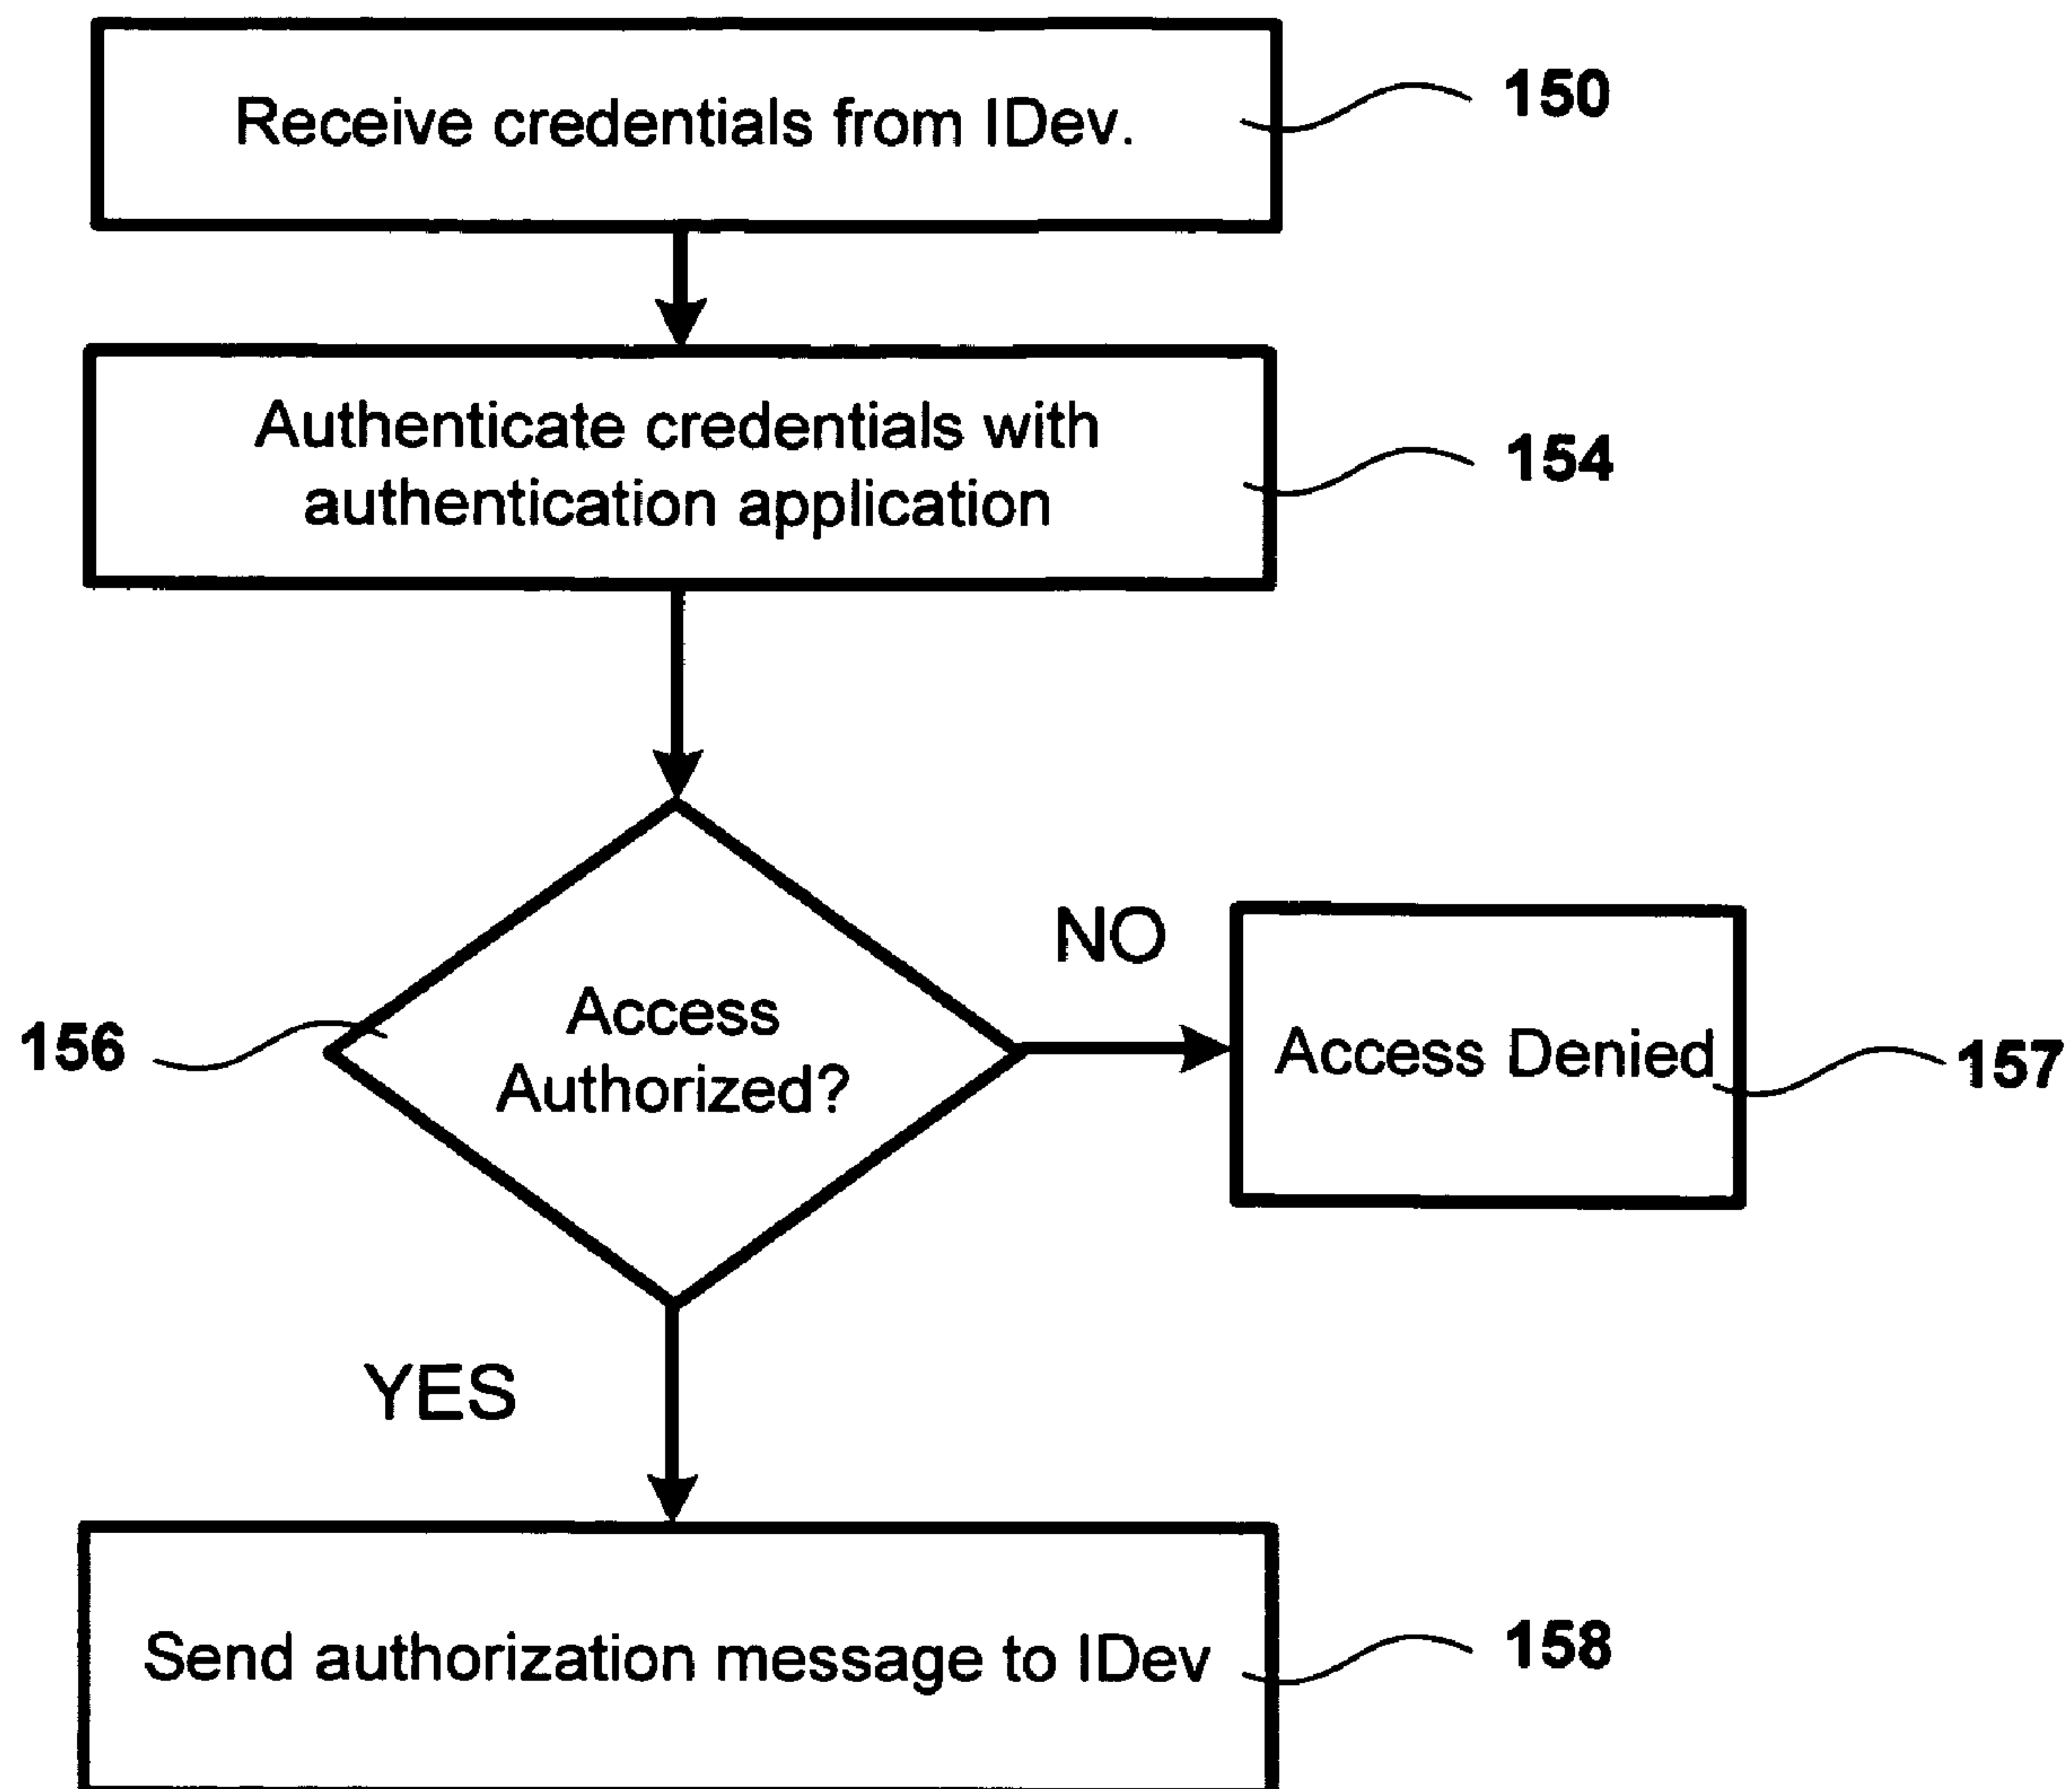 Receive credentials from IDev.
150
Authenticate credentials with
authentication application
154
Access
Authorized?
156
NO
Access Denied
157
YES
Send authorization message to IDev
158